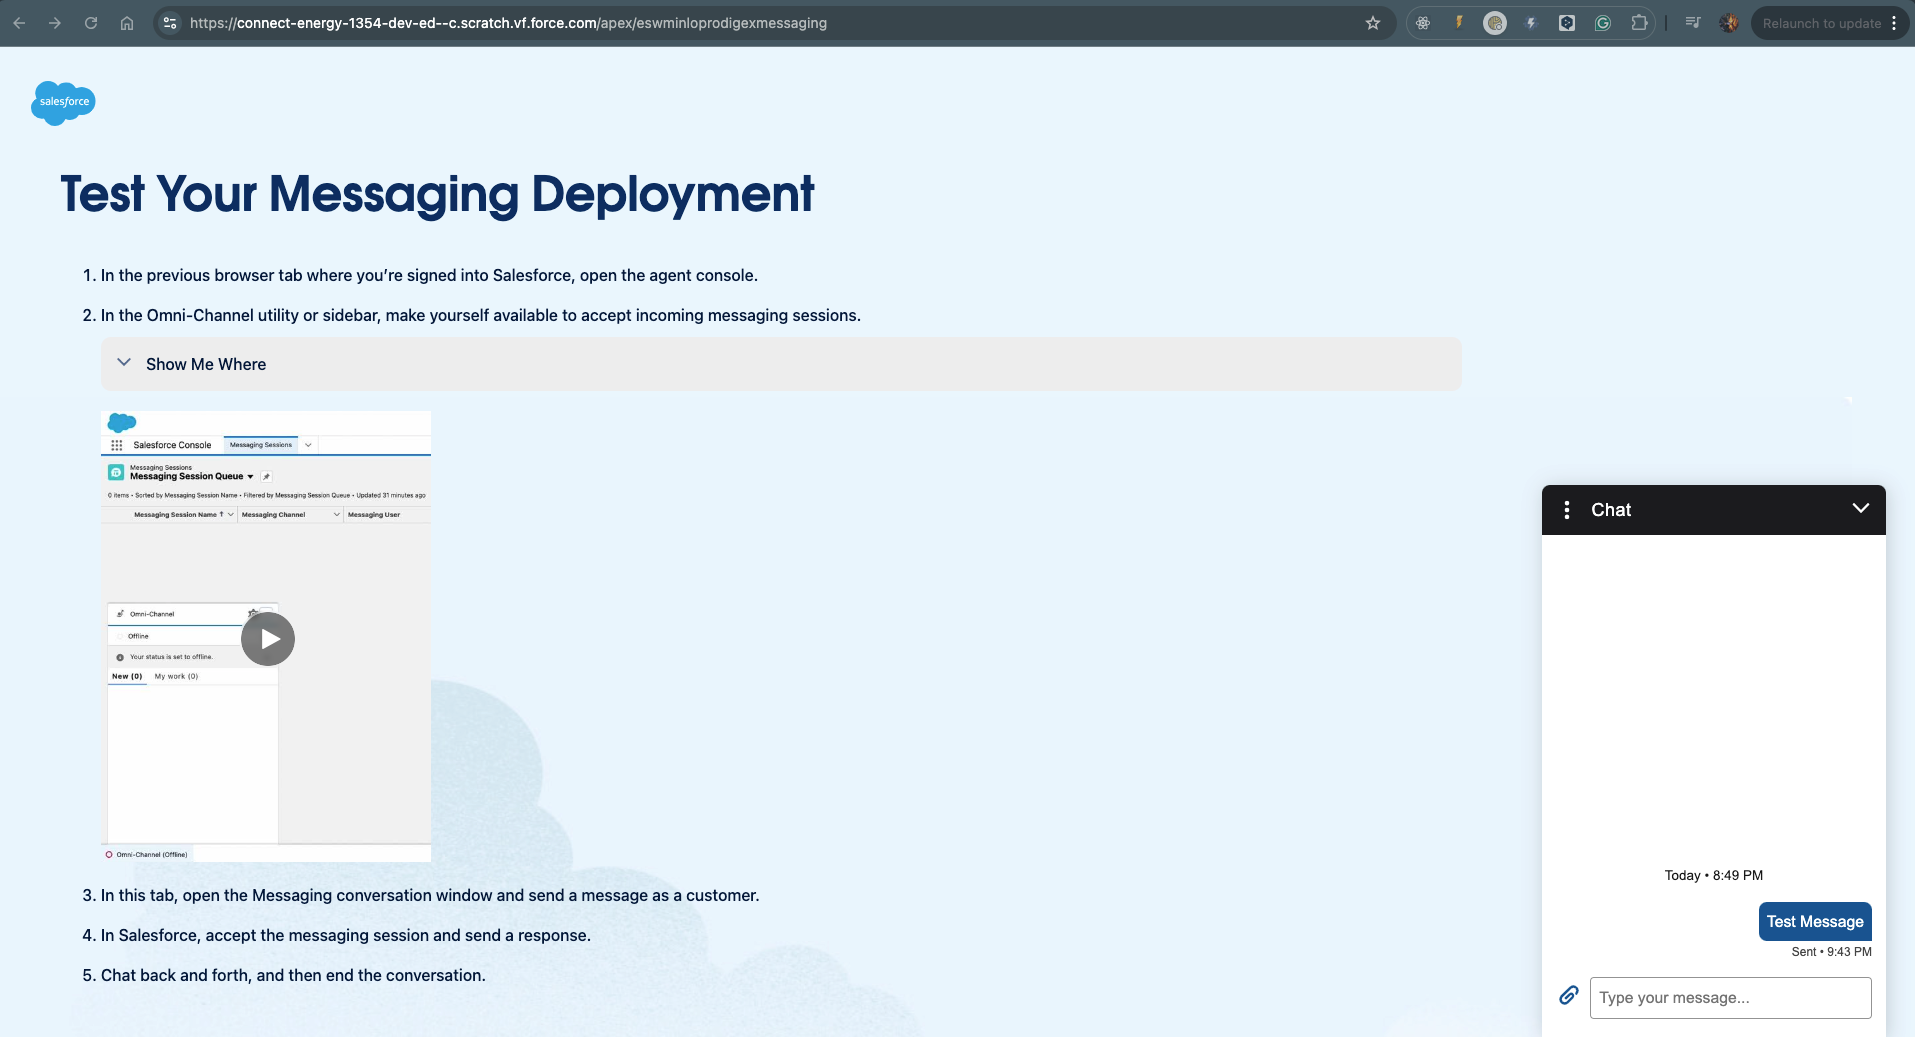 https://connect-energy-1354-dev-ed--c.scratch.vf.force.com/apex/eswminloprodigexmessaging
Relaunch to update
salesforce
Test Your Messaging Deployment
1. In the previous browser tab where you’re signed into Salesforce, open the agent console.
2. In the Omni-Channel utility or sidebar, make yourself available to accept incoming messaging sessions.
Show Me Where
Salesforce Console
Messaging Sessions
Messaging Sessions
Messaging Session Queue
0 items • Sorted by Messaging Session Name • Filtered by Messaging Session Queue • Updated 31 minutes ago
Messaging Session Name ↑
Messaging Channel
Messaging User
Omni-Channel
Offline
Your status is set to offline.
New (0)
My work (0)
Omni-Channel (Offline)
3. In this tab, open the Messaging conversation window and send a message as a customer.
4. In Salesforce, accept the messaging session and send a response.
5. Chat back and forth, and then end the conversation.
Chat
Today • 8:49 PM
Test Message
Sent • 9:43 PM
Type your message...